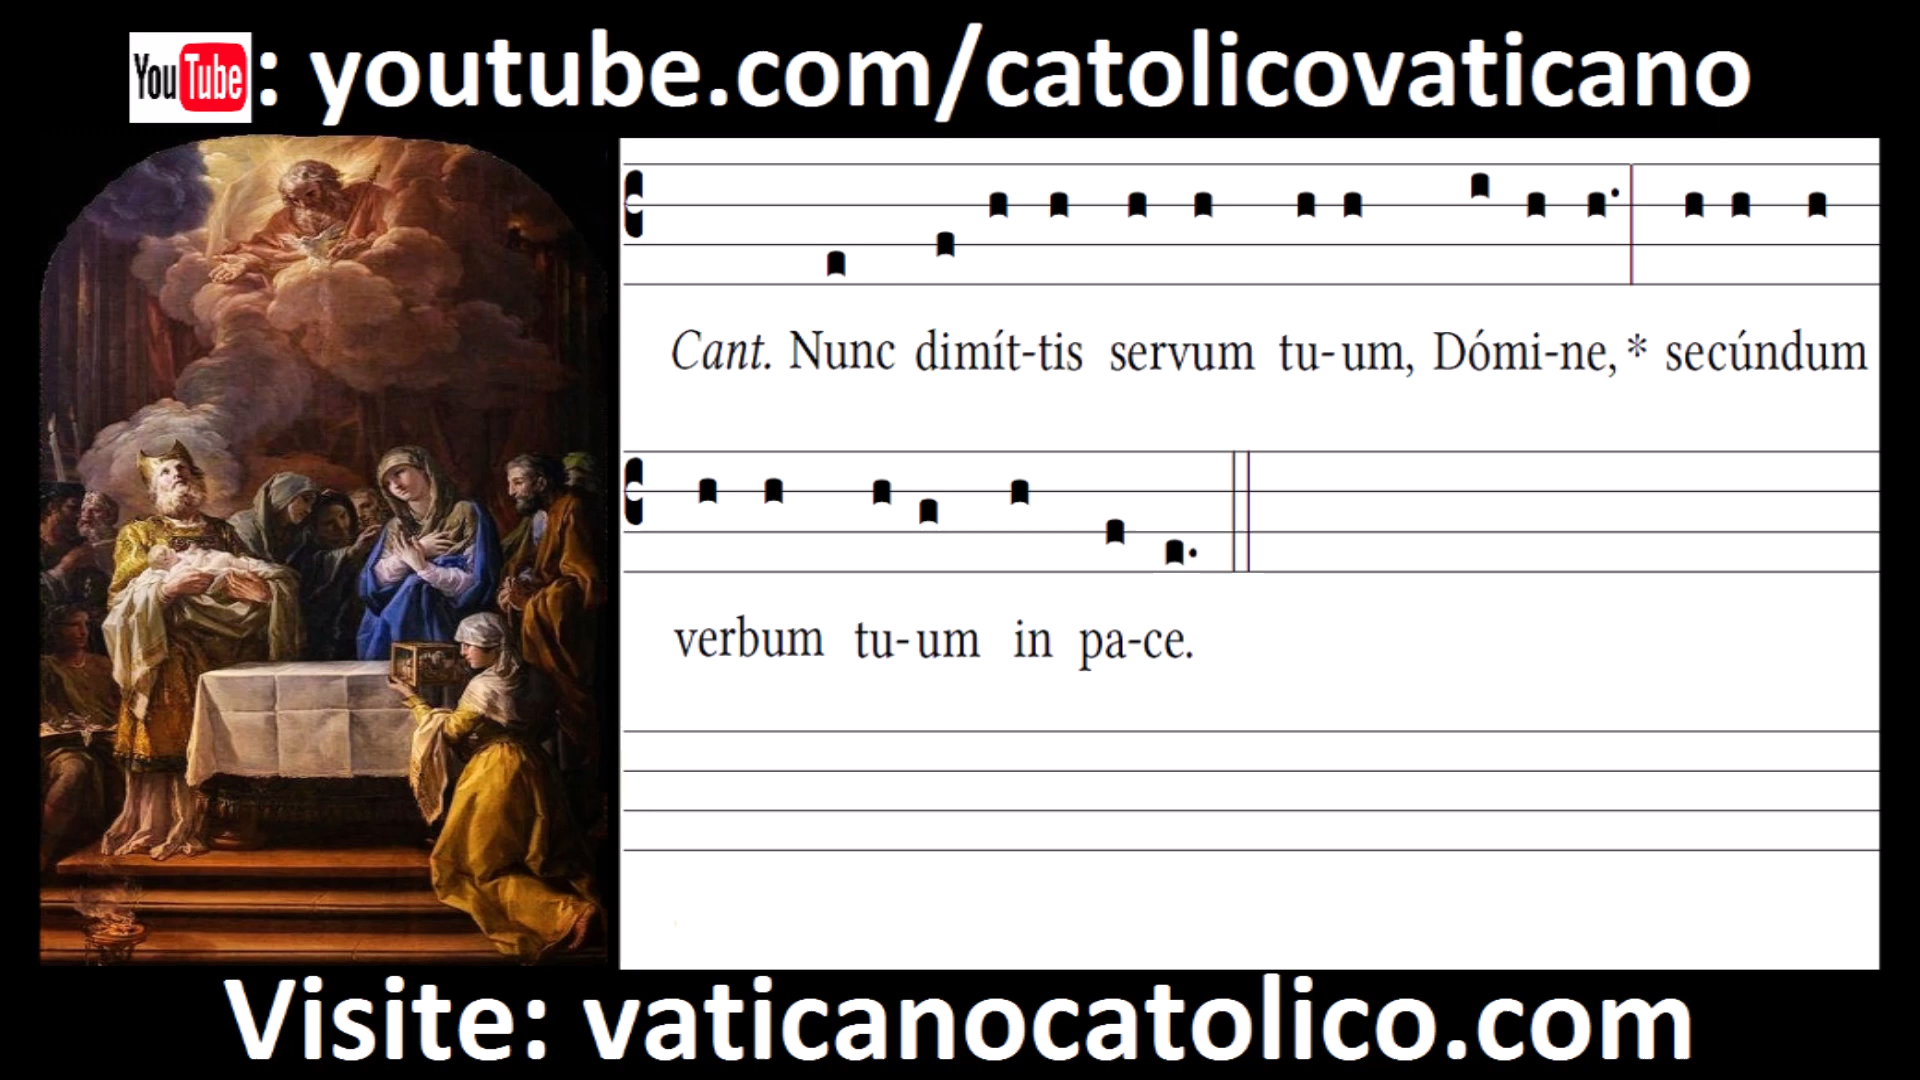 YouTube : youtube.com/catolicovaticano
Cant. Nunc dimít-tis servum tu-um, Dómi-ne, * secúndum
verbum tu-um in pa-ce.
Visite: vaticanocatolico.com